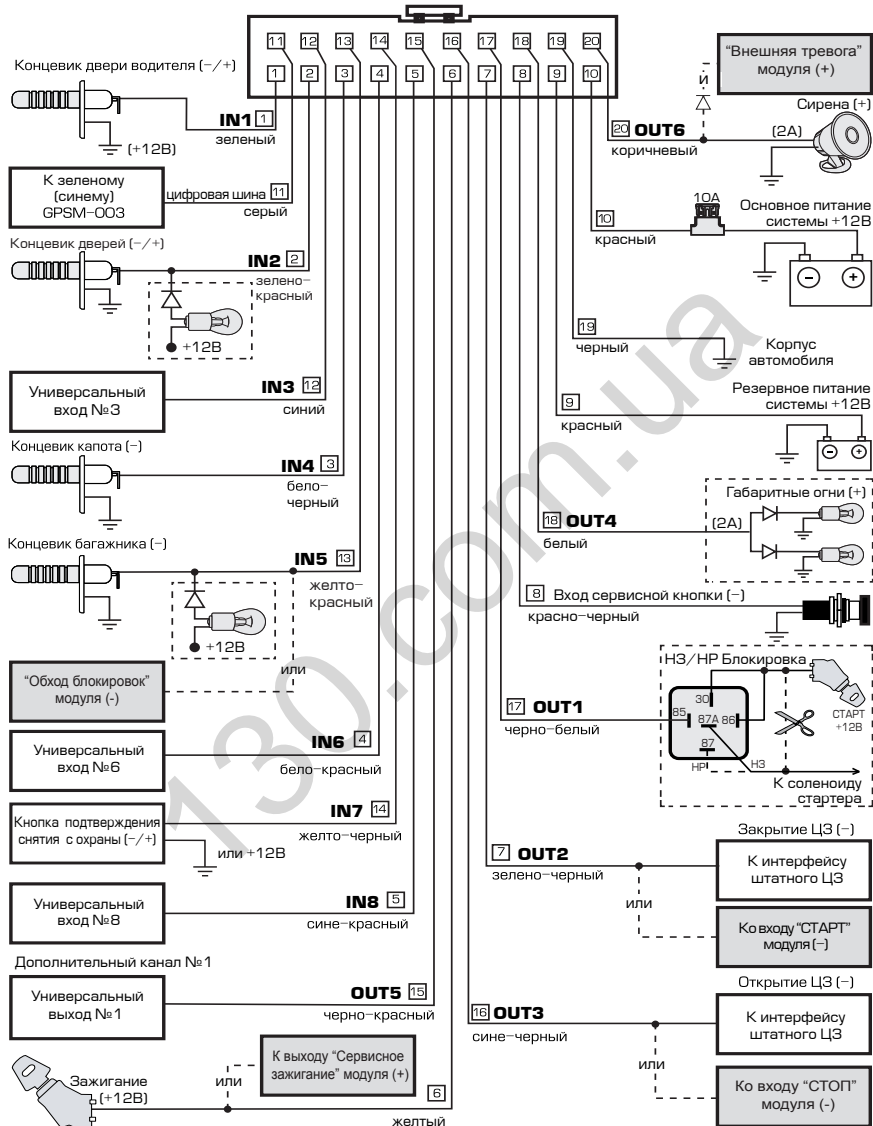 11 12 13 14 15 16 17 18 19 20
1 2 3 4 5 6 7 8 9 10
Концевик двери водителя (−/+)
IN1 1
зеленый
(+12В)
К зеленому
(синему)
GPSM-003
цифровая шина 11
серый
Концевик дверей (−/+)
IN2 2
зелено-
красный
+12В
Универсальный
вход №3
IN3 12
синий
Концевик капота (−)
IN4 3
бело-
черный
Концевик багажника (−)
IN5 13
желто-
красный
+12В
или
"Обход блокировок"
модуля (-)
Универсальный
вход №6
IN6 4
бело-красный
Кнопка подтверждения
снятия с охраны (−/+)
IN7 14
желто-черный
или +12В
Универсальный
вход №8
IN8 5
сине-красный
Дополнительный канал №1
Универсальный
выход №1
OUT5 15
черно-красный
Зажигание
(+12В)
или
К выходу "Сервисное
зажигание" модуля (+)
6
желтый
"Внешняя тревога"
модуля (+)
и
Сирена (+)
20 OUT6
коричневый
(2А)
10
красный
10А
Основное питание
системы +12В
19
черный
Корпус
автомобиля
Резервное питание
системы +12В
9
красный
Габаритные огни (+)
18 OUT4
белый
(2А)
8 Вход сервисной кнопки (−)
красно-черный
НЗ/НР Блокировка
17 OUT1
черно-белый
30
85 87А 86
87
НР НЗ
СТАРТ
+12В
К соленоиду
стартера
Закрытие ЦЗ (−)
7 OUT2
зелено-черный
К интерфейсу
штатного ЦЗ
или
Ко входу "СТАРТ"
модуля (−)
Открытие ЦЗ (−)
16 OUT3
сине-черный
К интерфейсу
штатного ЦЗ
или
Ко входу "СТОП"
модуля (-)
130.com.ua